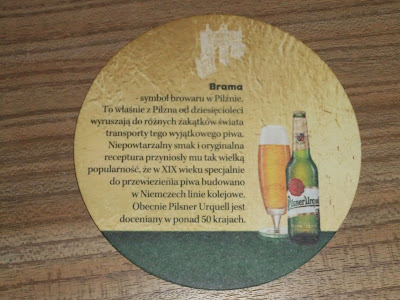 Brama
- symbol browaru w Pilźnie.
To właśnie z Pilzna od dziesięcioleci
wyruszają do różnych zakątków świata
transporty tego wyjątkowego piwa.
Niepowtarzalny smak i oryginalna
receptura przyniosły mu tak wielką
popularność, że w XIX wieku specjalnie
do przewiezienia piwa budowano
w Niemczech linie kolejowe.
Obecnie Pilsner Urquell jest
doceniany w ponad 50 krajach.
Pilsner Urquell